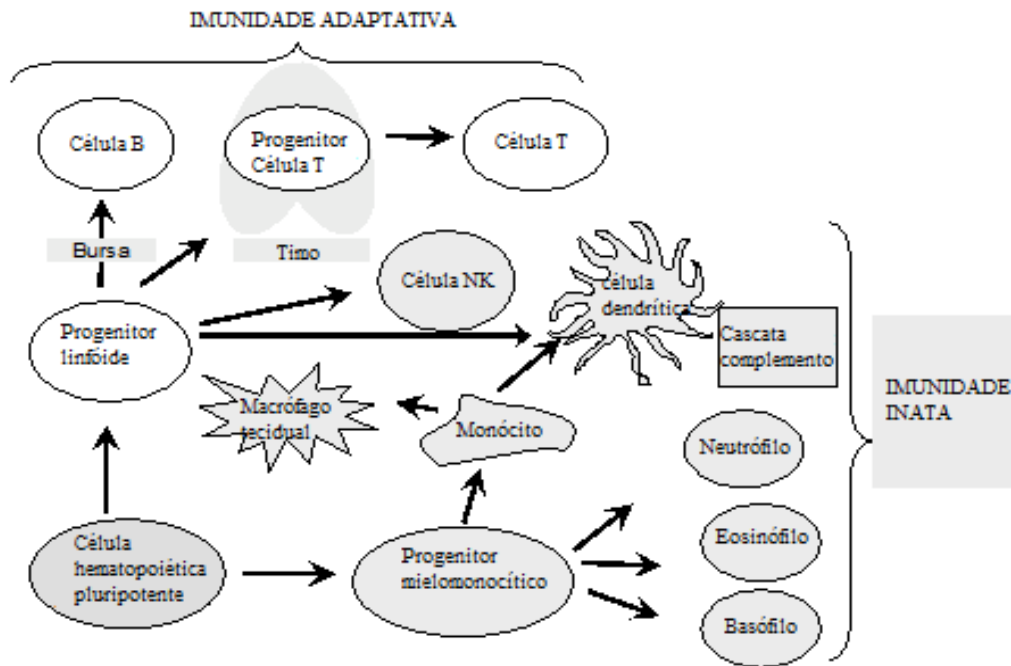 IMUNIDADE ADAPTATIVA
Célula B
Progenitor
Célula T
Célula T
Bursa
Timo
Célula NK
célula
dendrítica
Progenitor
linfóide
Cascata
complemento
IMUNIDADE
INATA
Macrófago
tecidual
Monócito
Neutrófilo
Célula
hematopoiética
pluripotente
Progenitor
mielomonocítico
Eosinófilo
Basófilo